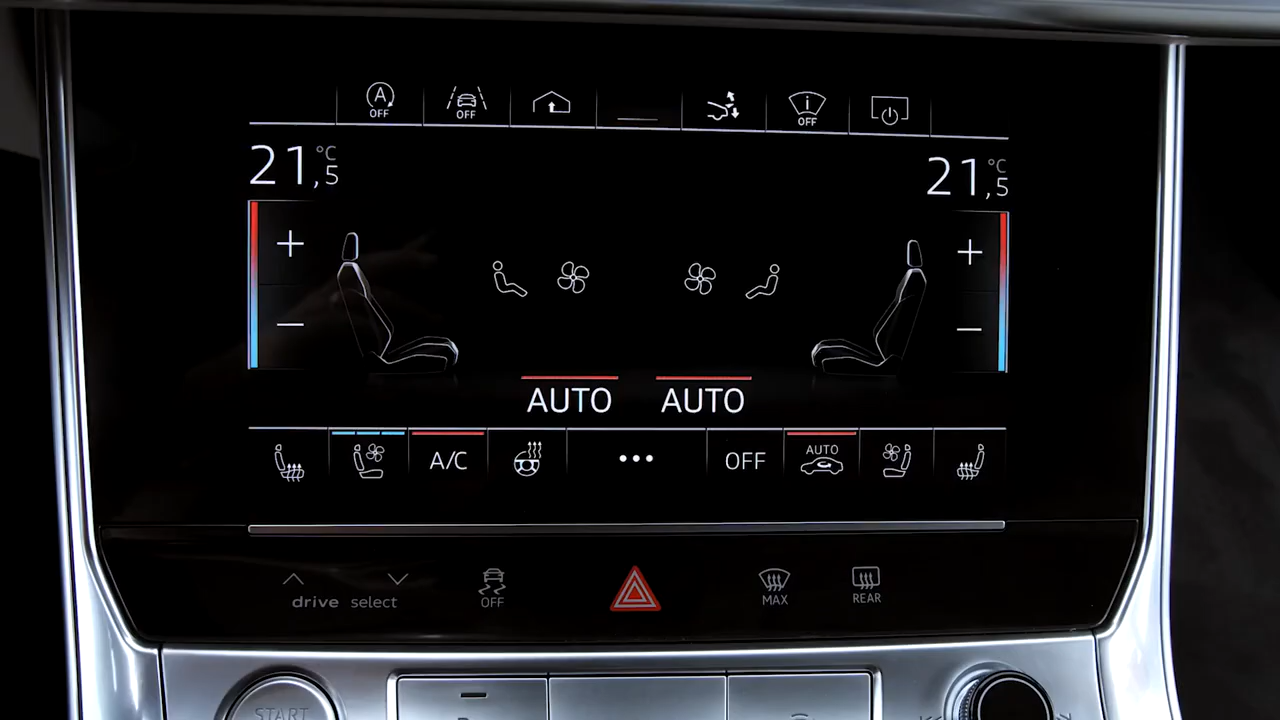 A
OFF
OFF
i
OFF
21,5 °C
21,5 °C
AUTO
AUTO
A/C
OFF
AUTO
drive select
OFF
MAX
REAR
START